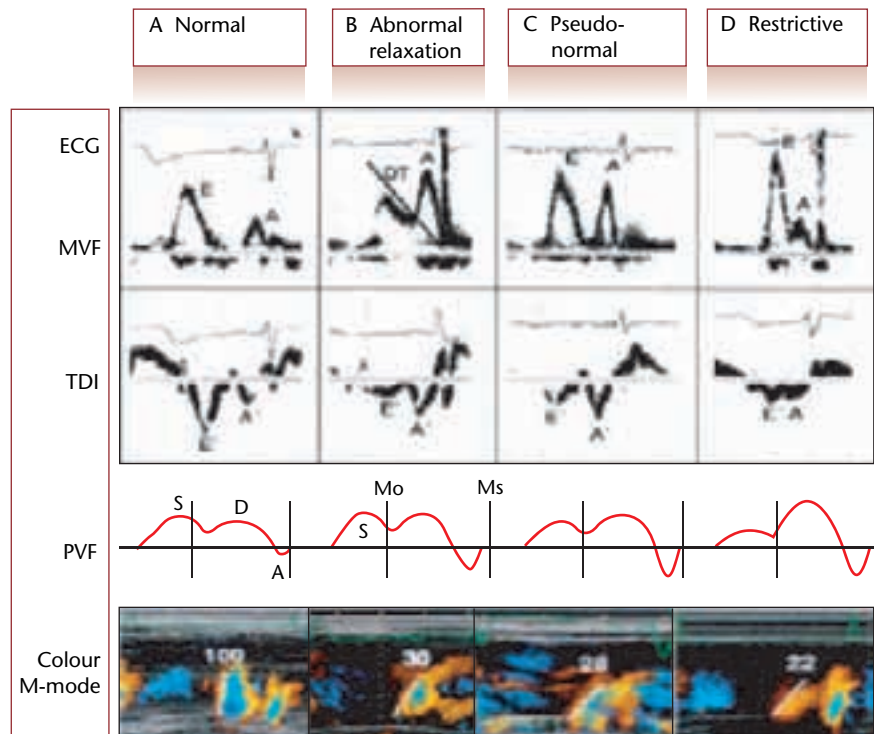 A Normal
B Abnormal
relaxation
C Pseudo-
normal
D Restrictive
ECG
MVF
E
A
DT
A
E
A
E
A
TDI
E'
A'
E'
A'
E'
A'
E'
A'
PVF
S
D
A
Mo
S
Ms
Colour
M-mode
100
30
28
22